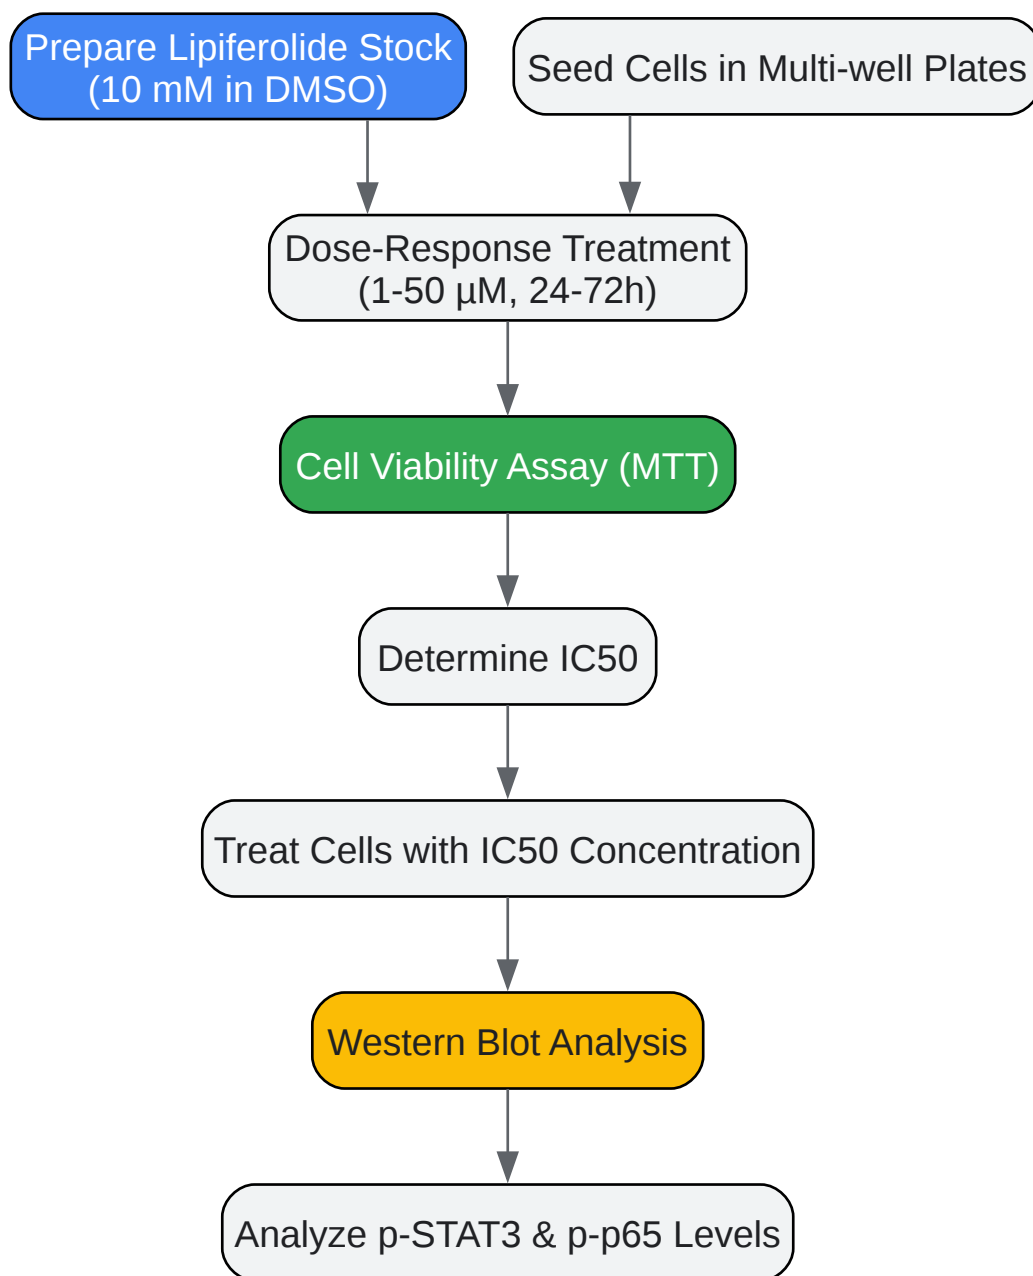 Prepare Lipiferolide Stock
(10 mM in DMSO)
Seed Cells in Multi-well Plates
Dose-Response Treatment
(1-50 µM, 24-72h)
Cell Viability Assay (MTT)
Determine IC50
Treat Cells with IC50 Concentration
Western Blot Analysis
Analyze p-STAT3 & p-p65 Levels